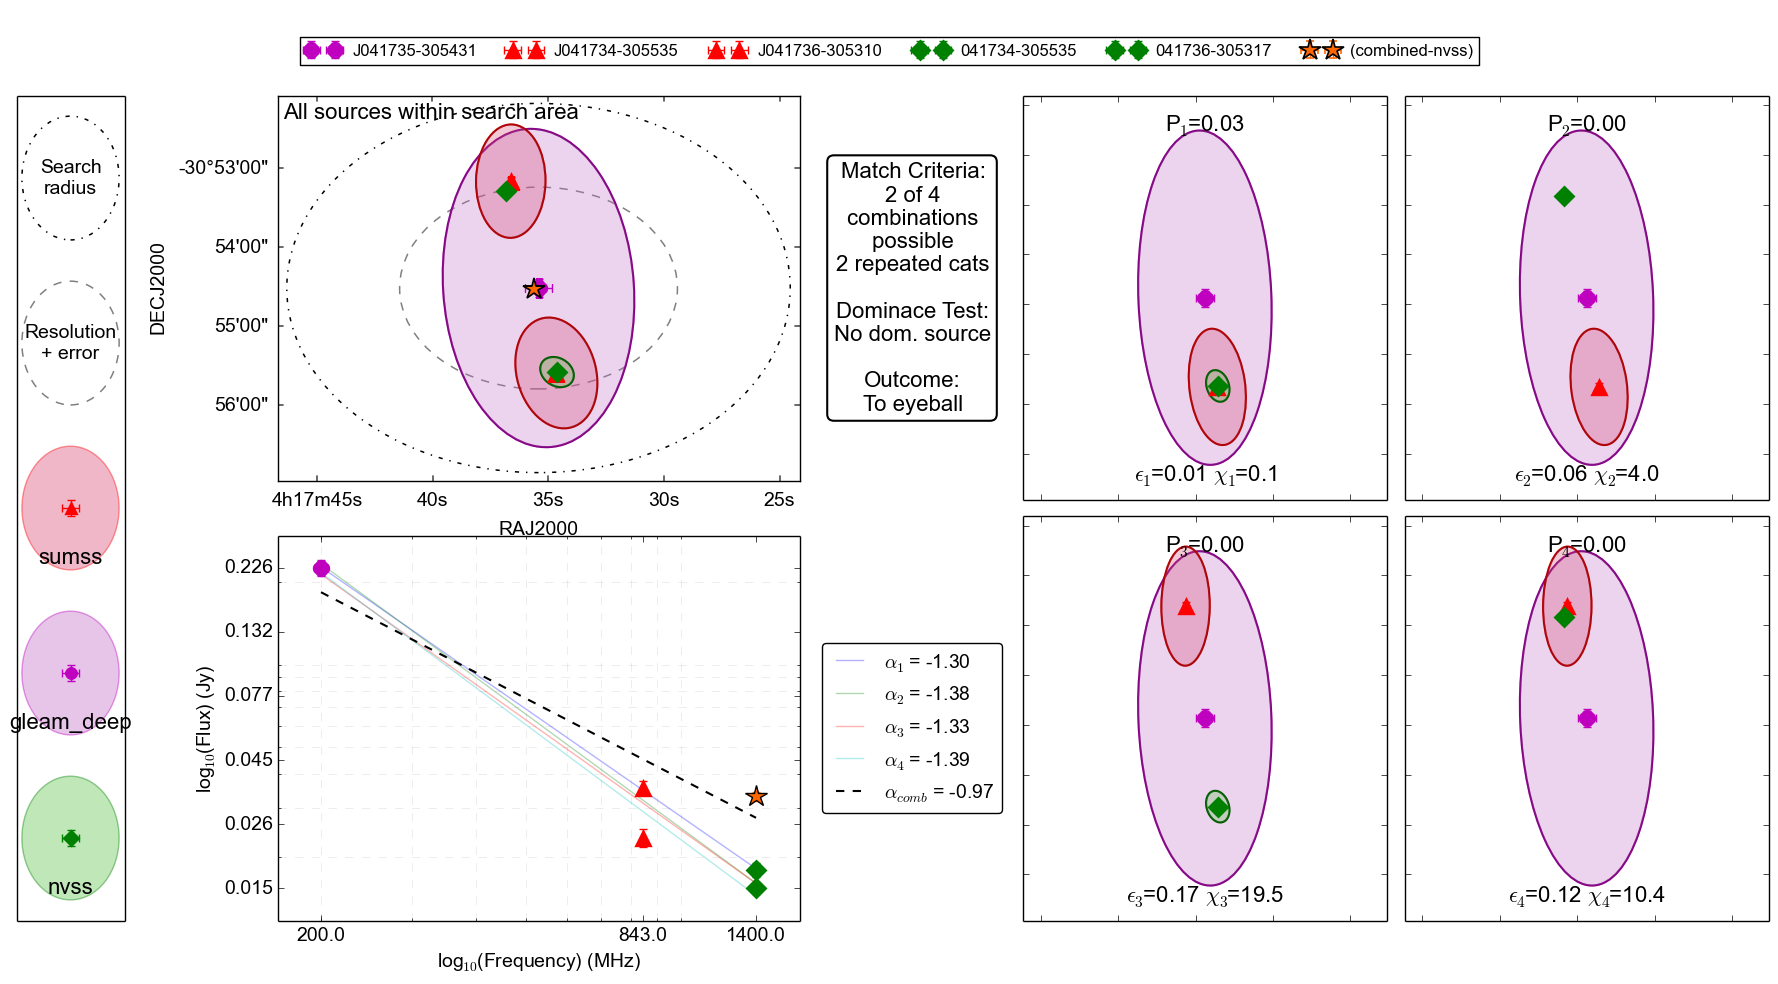 J041735-305431 J041734-305535 J041736-305310 041734-305535 041736-305317 (combined-nvss)
Search
radius
Resolution
+ error
sumss
gleam_deep
nvss
All sources within search area
DECJ2000
-30°53'00"
54'00"
55'00"
56'00"
4h17m45s 40s 35s 30s 25s
RAJ2000
Match Criteria:
2 of 4
combinations
possible
2 repeated cats
Dominace Test:
No dom. source
Outcome:
To eyeball
log10(Flux) (Jy)
0.226
0.132
0.077
0.045
0.026
0.015
200.0 843.0 1400.0
log10(Frequency) (MHz)
α1 = -1.30
α2 = -1.38
α3 = -1.33
α4 = -1.39
αcomb = -0.97
P1=0.03
ϵ1=0.01 χ1=0.1
P2=0.00
ϵ2=0.06 χ2=4.0
P3=0.00
ϵ3=0.17 χ3=19.5
P4=0.00
ϵ4=0.12 χ4=10.4